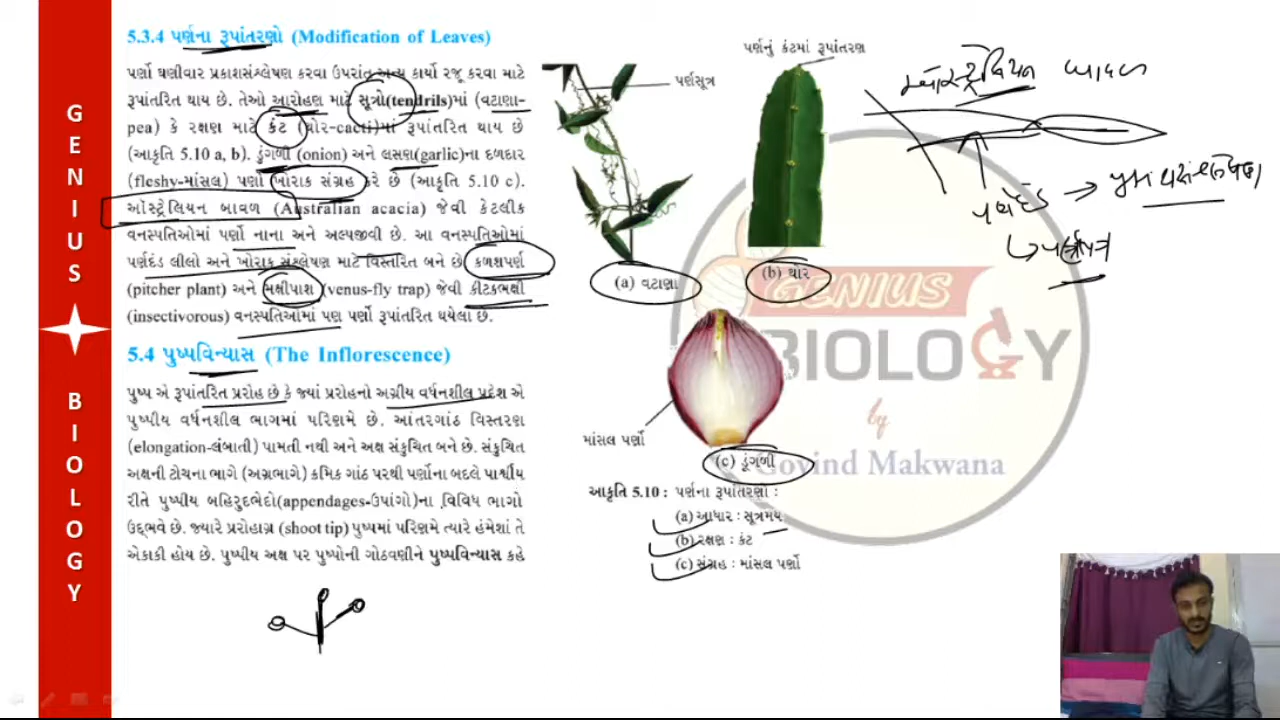 GENIUS BIOLOGY
5.3.4 પર્ણના રૂપાંતરણો (Modification of Leaves)
પર્ણો ઘણીવાર પ્રકાશસંશ્લેષણ કરવા ઉપરાંત અન્ય કાર્યો રજૂ કરવા માટે
રૂપાંતરિત થાય છે. તેઓ આરોહણ માટે સૂત્રો(tendrils)માં (વટાણા-
pea) કે રક્ષણ માટે કંટ (થોર-cacti)માં રૂપાંતરિત થાય છે
(આકૃતિ 5.10 a, b). ડુંગળી (onion) અને લસણ(garlic)ના દળદાર
(fleshy-માંસલ) પર્ણો ખોરાક સંગ્રહ કરે છે (આકૃતિ 5.10 c).
ઑસ્ટ્રેલિયન બાવળ (Australian acacia) જેવી કેટલીક
વનસ્પતિઓમાં પર્ણો નાના અને અલ્પજીવી છે. આ વનસ્પતિઓમાં
પર્ણદંડ લીલો અને ખોરાક સંશ્લેષણ માટે વિસ્તરિત બને છે. કળશપર્ણ
(pitcher plant) અને મક્ષીપાશ (venus-fly trap) જેવી કીટકભક્ષી
(insectivorous) વનસ્પતિઓમાં પણ પર્ણો રૂપાંતરિત થયેલા છે.
5.4 પુષ્પવિન્યાસ (The Inflorescence)
પુષ્પ એ રૂપાંતરિત પ્રરોહ છે કે જ્યાં પ્રરોહનો અગ્રીય વર્ધનશીલ પ્રદેશ એ
પુષ્પીય વર્ધનશીલ ભાગમાં પરિણમે છે. આંતરગાંઠ વિસ્તરણ
(elongation-લંબાતી) પામતી નથી અને અક્ષ સંકુચિત બને છે. સંકુચિત
અક્ષની ટોચના ભાગે (અગ્રભાગે) ક્રમિક ગાંઠ પરથી પર્ણોના બદલે પાર્શ્વીય
રીતે પુષ્પીય બહિરુદભેદો(appendages-ઉપાંગો)ના વિવિધ ભાગો
ઉદ્ભવે છે. જ્યારે પ્રરોહાગ્ર (shoot tip) પુષ્પમાં પરિણમે ત્યારે હંમેશાં તે
એકાકી હોય છે. પુષ્પીય અક્ષ પર પુષ્પોની ગોઠવણીને પુષ્પવિન્યાસ કહે
પર્ણસૂત્ર
(a) વટાણા
પર્ણનું કંટમાં રૂપાંતરણ
(b) થોર
માંસલ પર્ણો
(c) ડૂંગળી
આકૃતિ 5.10 : પર્ણના રૂપાંતરણો :
(a) આધાર : સૂત્રમય
(b) રક્ષણ : કંટ
(c) સંગ્રહ : માંસલ પર્ણો
ઓસ્ટ્રેલિયન બાવળ
પર્ણદંડ →
GENIUS
BIOLOGY
by
Govind Makwana